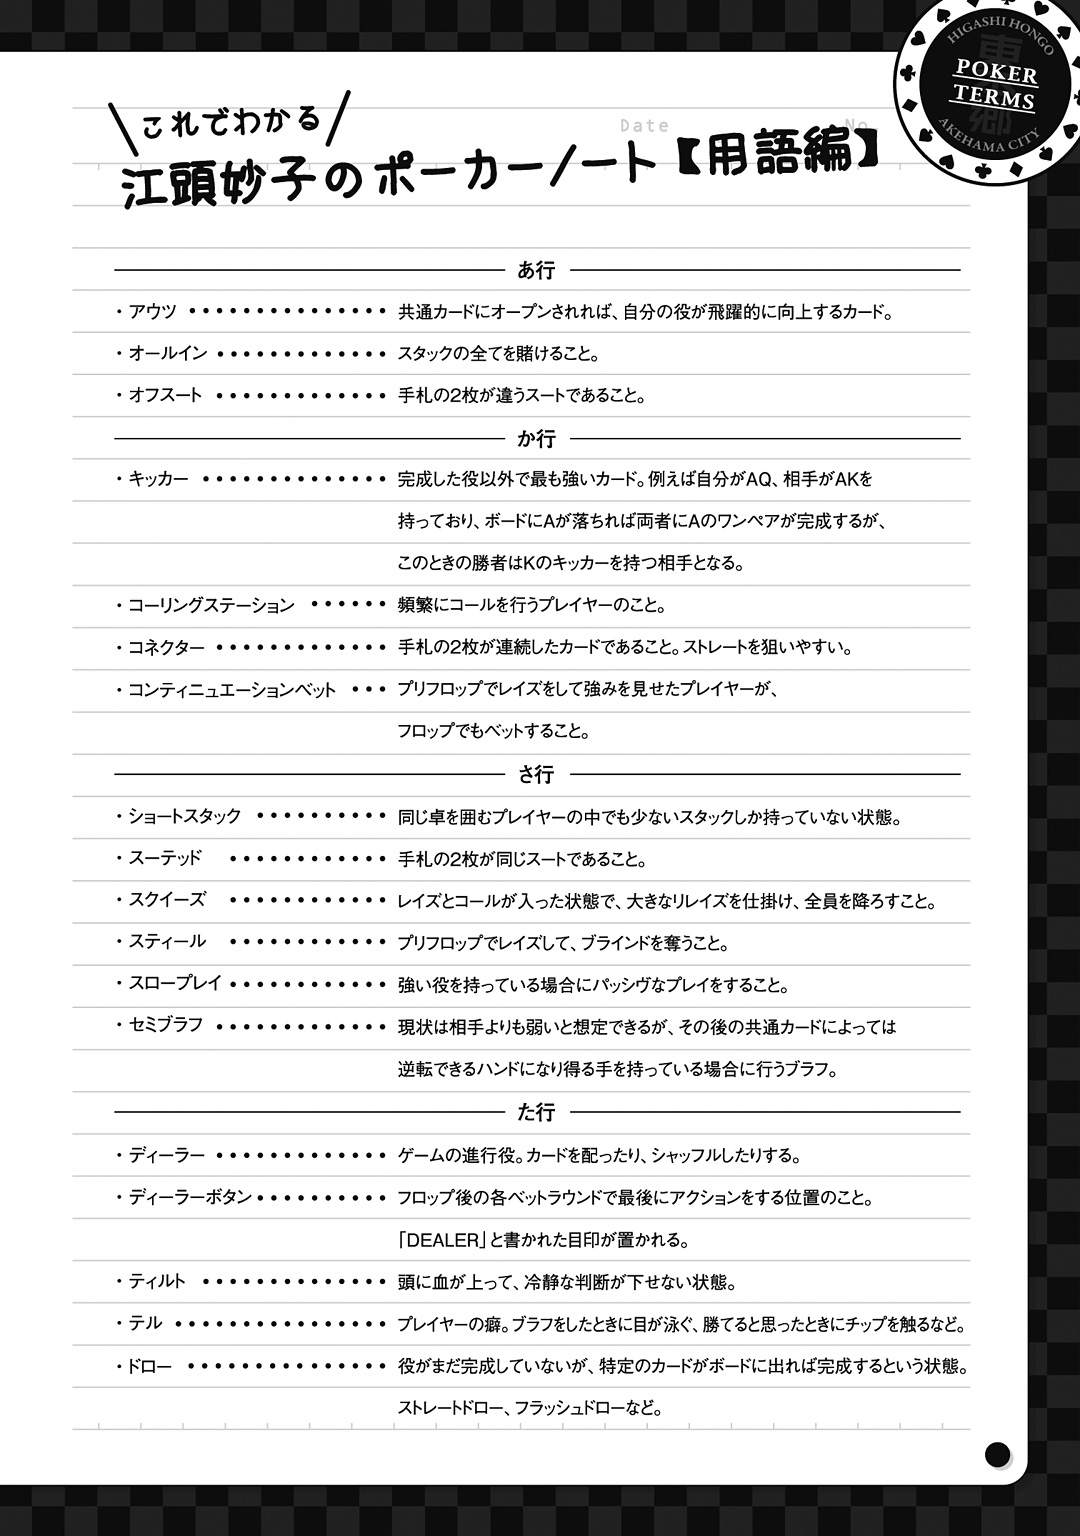 HIGASHI HONGO
東
郷
POKER
TERMS
AKEHAMA CITY
Date
No
\これでわかる/
江頭妙子のポーカーノート【用語編】
あ行
・アウツ ・・・・・・・・・・・・・・・ 共通カードにオープンされれば、自分の役が飛躍的に向上するカード。
・オールイン ・・・・・・・・・・・・・ スタックの全てを賭けること。
・オフスート ・・・・・・・・・・・・・ 手札の2枚が違うスートであること。
か行
・キッカー ・・・・・・・・・・・・・・ 完成した役以外で最も強いカード。例えば自分がAQ、相手がAKを
持っており、ボードにAが落ちれば両者にAのワンペアが完成するが、
このときの勝者はKのキッカーを持つ相手となる。
・コーリングステーション ・・・・・・ 頻繁にコールを行うプレイヤーのこと。
・コネクター ・・・・・・・・・・・・・ 手札の2枚が連続したカードであること。ストレートを狙いやすい。
・コンティニュエーションベット ・・・ プリフロップでレイズをして強みを見せたプレイヤーが、
フロップでもベットすること。
さ行
・ショートスタック ・・・・・・・・・・ 同じ卓を囲むプレイヤーの中でも少ないスタックしか持っていない状態。
・スーテッド ・・・・・・・・・・・・ 手札の2枚が同じスートであること。
・スクイーズ ・・・・・・・・・・・・ レイズとコールが入った状態で、大きなリレイズを仕掛け、全員を降ろすこと。
・スティール ・・・・・・・・・・・・ プリフロップでレイズして、ブラインドを奪うこと。
・スロープレイ ・・・・・・・・・・・・ 強い役を持っている場合にパッシヴなプレイをすること。
・セミブラフ ・・・・・・・・・・・・・ 現状は相手よりも弱いと想定できるが、その後の共通カードによっては
逆転できるハンドになり得る手を持っている場合に行うブラフ。
た行
・ディーラー ・・・・・・・・・・・・・ ゲームの進行役。カードを配ったり、シャッフルしたりする。
・ディーラーボタン ・・・・・・・・・・ フロップ後の各ベットラウンドで最後にアクションをする位置のこと。
「DEALER」と書かれた目印が置かれる。
・ティルト ・・・・・・・・・・・・・・ 頭に血が上って、冷静な判断が下せない状態。
・テル ・・・・・・・・・・・・・・・・ プレイヤーの癖。ブラフをしたときに目が泳ぐ、勝てると思ったときにチップを触るなど。
・ドロー ・・・・・・・・・・・・・・・ 役がまだ完成していないが、特定のカードがボードに出れば完成するという状態。
ストレートドロー、フラッシュドローなど。